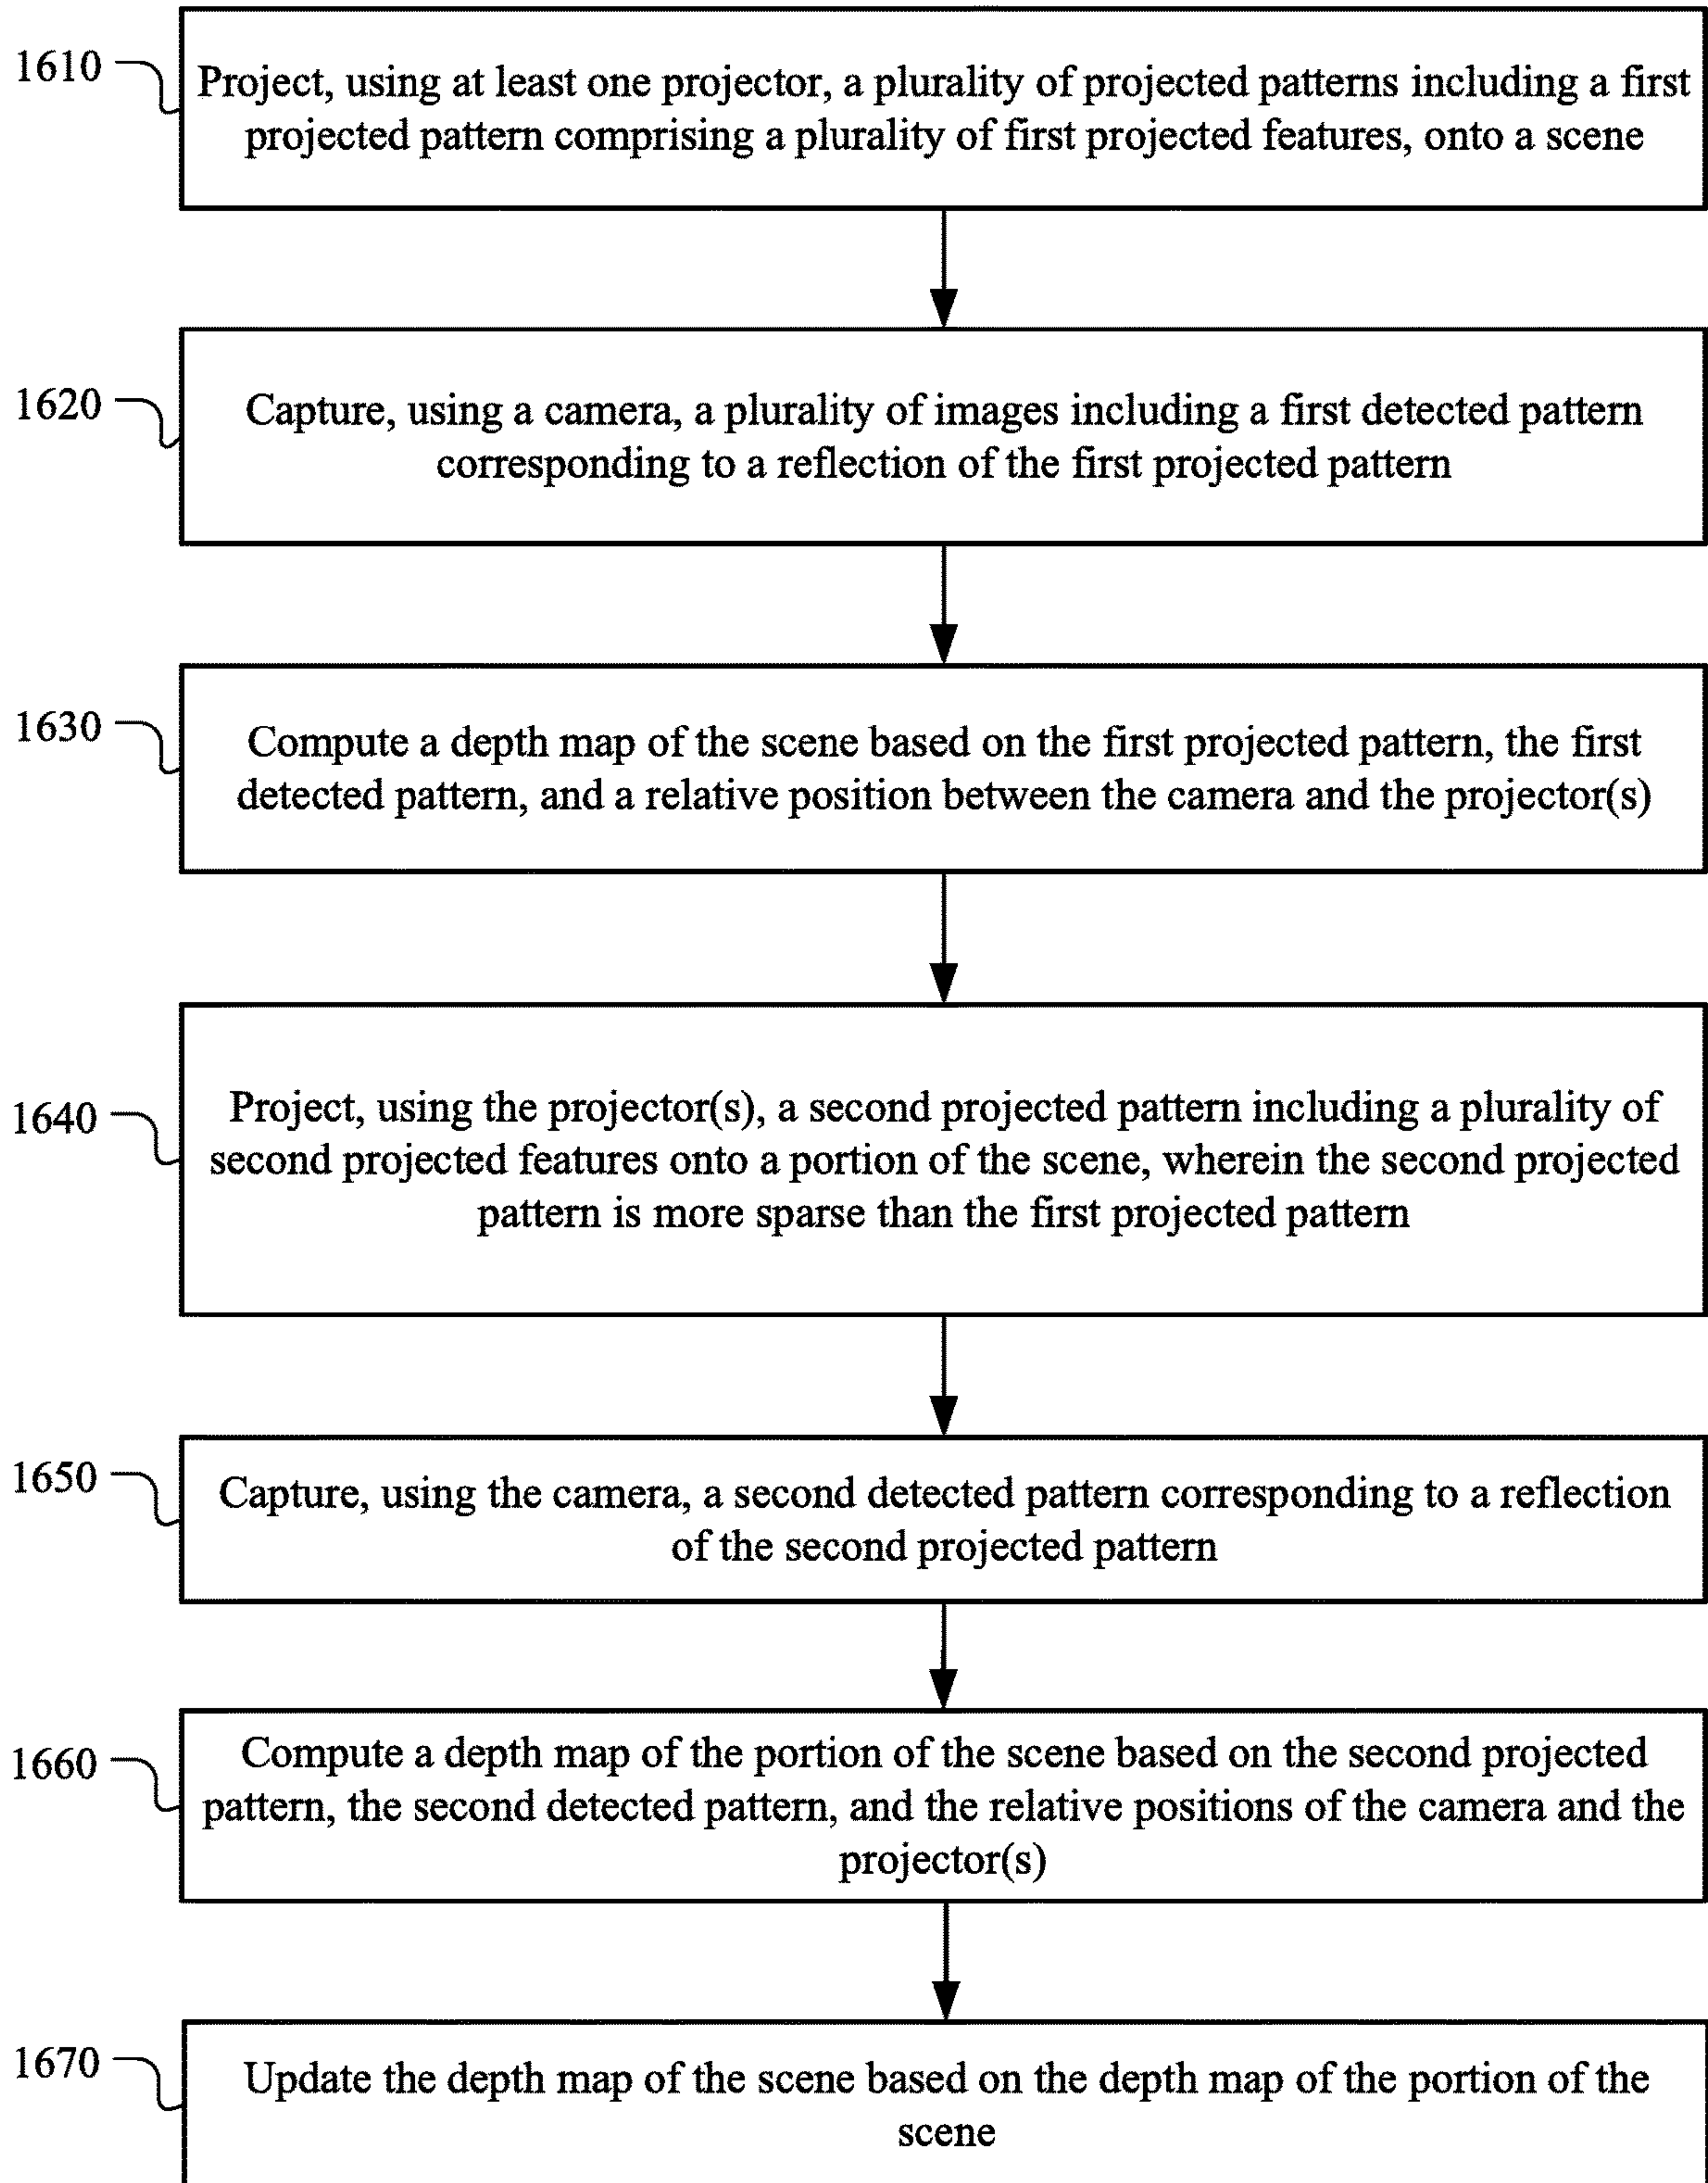 1610
Project, using at least one projector, a plurality of projected patterns including a first
projected pattern comprising a plurality of first projected features, onto a scene
1620
Capture, using a camera, a plurality of images including a first detected pattern
corresponding to a reflection of the first projected pattern
1630
Compute a depth map of the scene based on the first projected pattern, the first
detected pattern, and a relative position between the camera and the projector(s)
1640
Project, using the projector(s), a second projected pattern including a plurality of
second projected features onto a portion of the scene, wherein the second projected
pattern is more sparse than the first projected pattern
1650
Capture, using the camera, a second detected pattern corresponding to a reflection
of the second projected pattern
1660
Compute a depth map of the portion of the scene based on the second projected
pattern, the second detected pattern, and the relative positions of the camera and the
projector(s)
1670
Update the depth map of the scene based on the depth map of the portion of the
scene